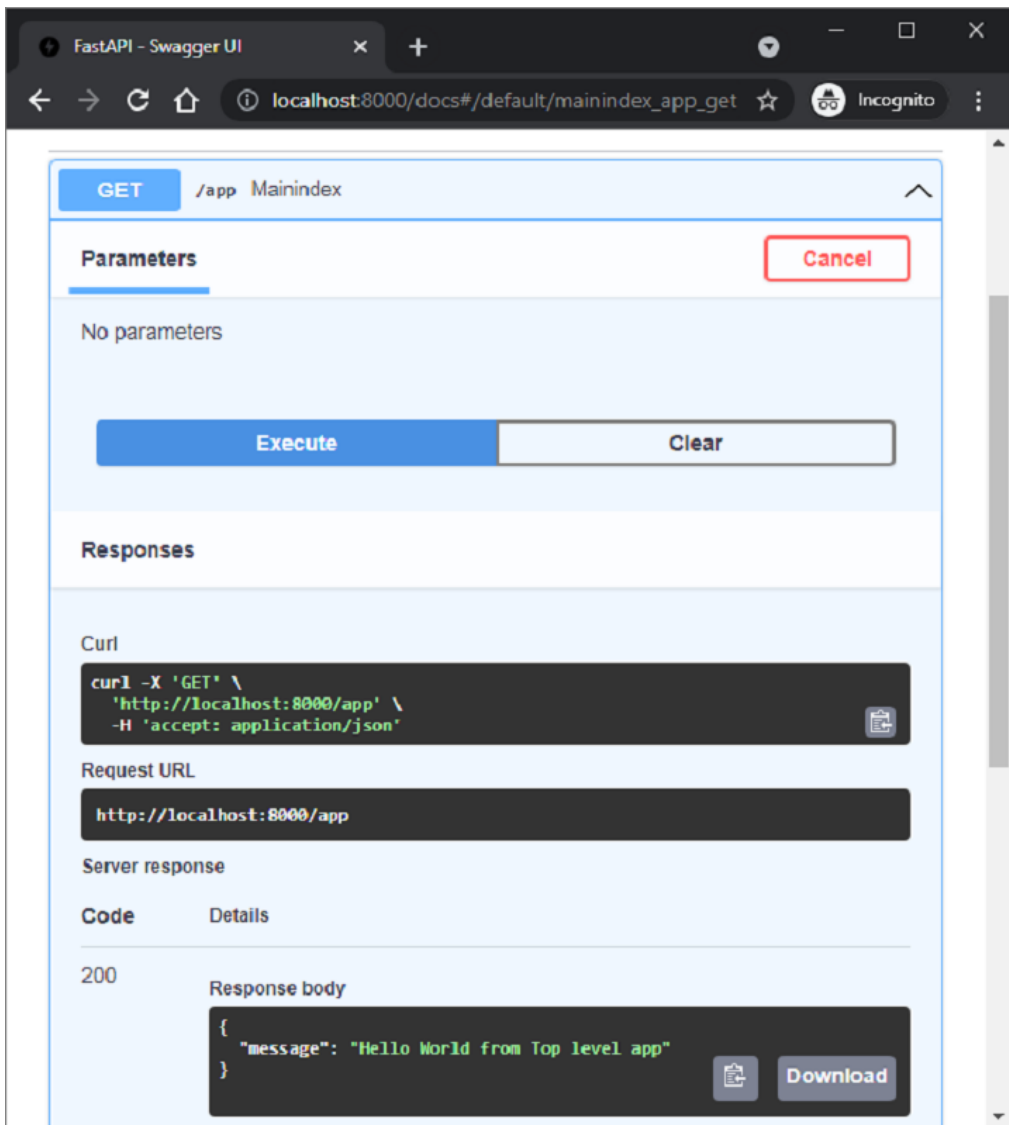 FastAPI - Swagger UI
localhost:8000/docs#/default/mainindex_app_get
Incognito
GET /app Mainindex
Parameters
Cancel
No parameters
Execute
Clear
Responses
Curl
curl -X 'GET' \
'http://localhost:8000/app' \
-H 'accept: application/json'
Request URL
http://localhost:8000/app
Server response
Code Details
200
Response body
{
"message": "Hello World from Top level app"
}
Download